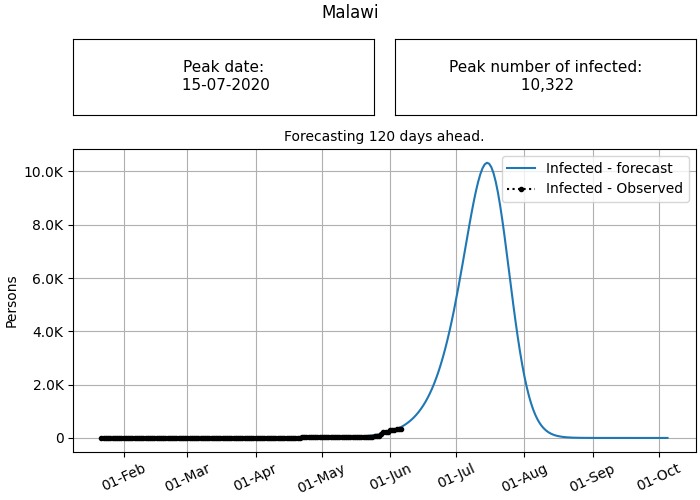 Malawi
Peak date:
15-07-2020
Peak number of infected:
10,322
Forecasting 120 days ahead.
Infected - forecast
Infected - Observed
10.0K
8.0K
6.0K
4.0K
2.0K
0
Persons
01-Feb
01-Mar
01-Apr
01-May
01-Jun
01-Jul
01-Aug
01-Sep
01-Oct